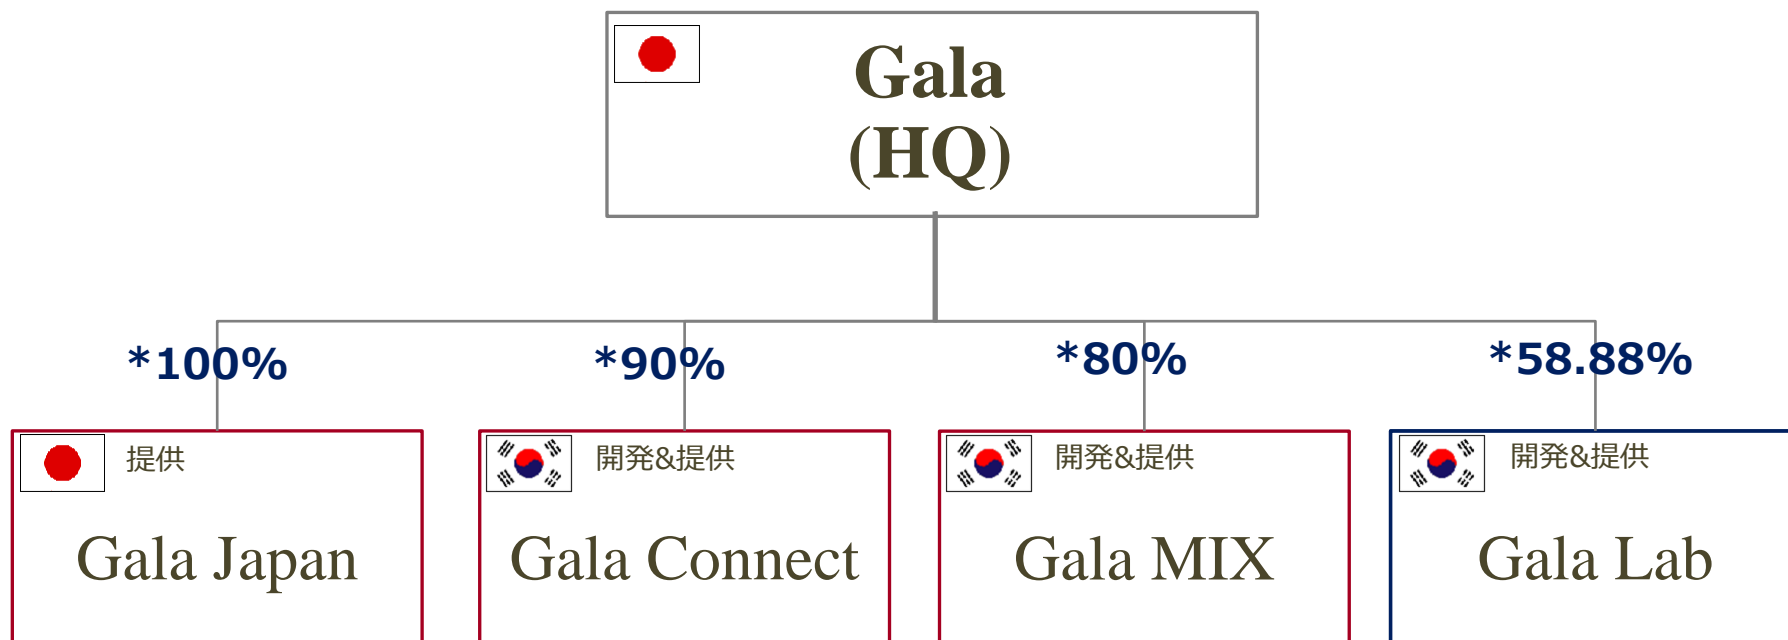 Gala
(HQ)
*100%
*90%
*80%
*58.88%
提供
開発&提供
開発&提供
開発&提供
Gala Japan
Gala Connect
Gala MIX
Gala Lab